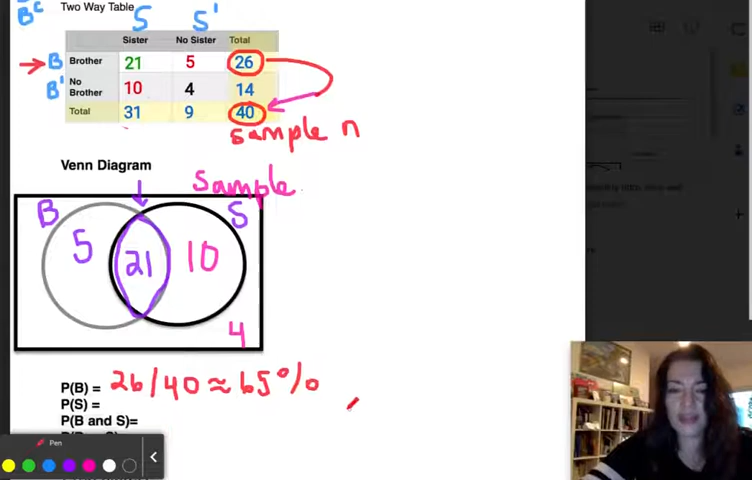 Bᶜ Two Way Table
S S'
Sister No Sister Total
B Brother 21 5 26
B' No Brother 10 4 14
Total 31 9 40
sample n
Venn Diagram
Sample
B S
5 21 10
4
P(B) = 26/40 ≈ 65%
P(S) =
P(B and S)=
Pen